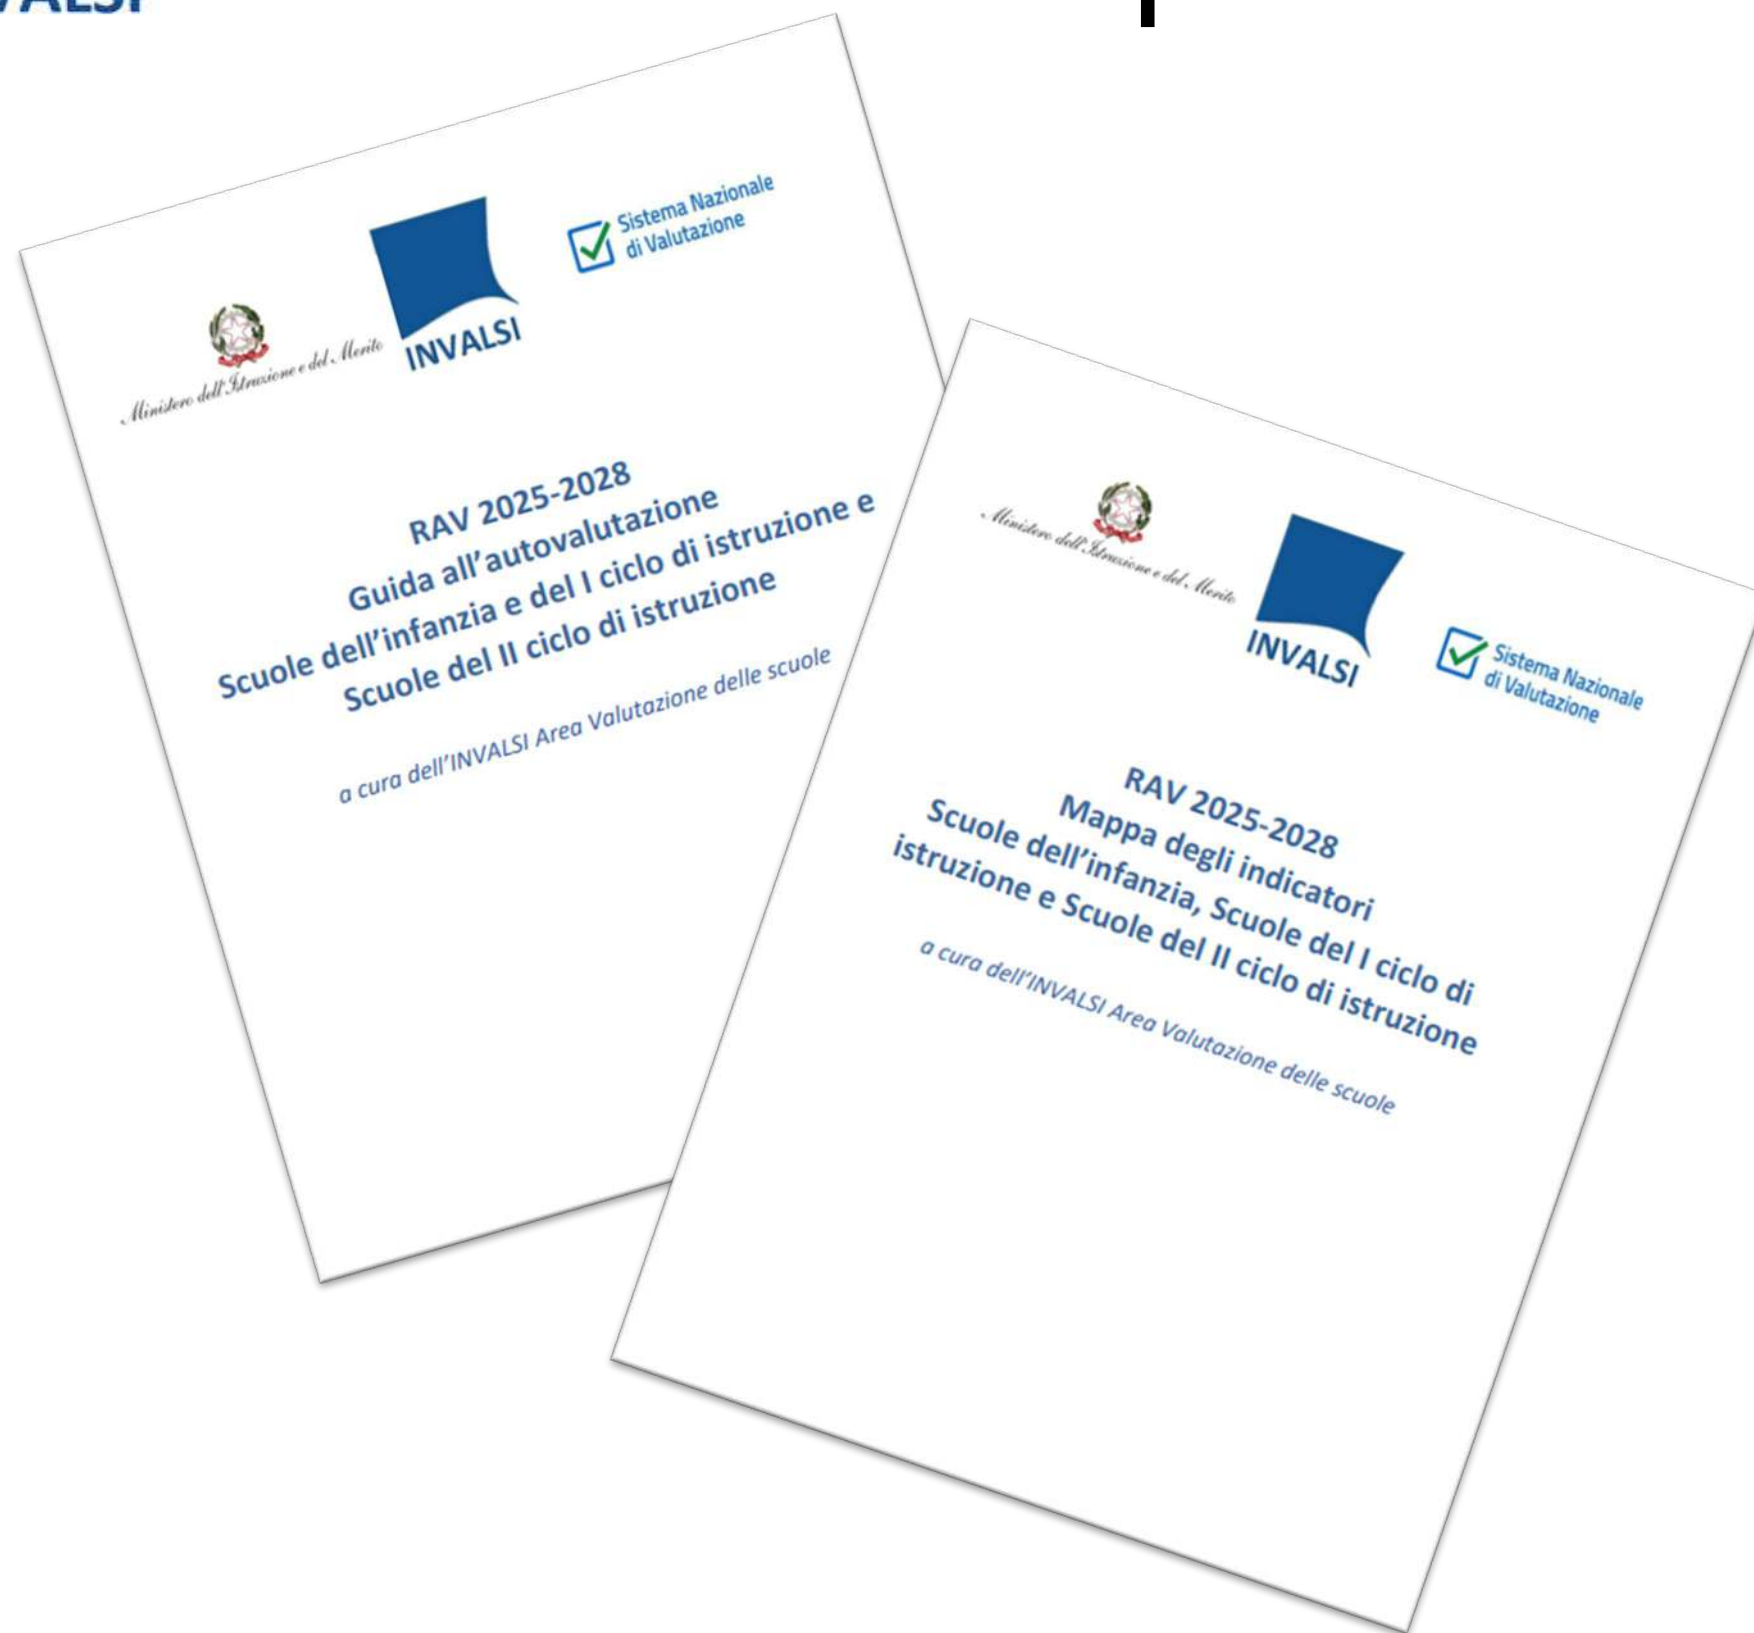 Ministero dell'Istruzione e del Merito
INVALSI
Sistema Nazionale
di Valutazione
RAV 2025-2028
Guida all'autovalutazione
Scuole dell'infanzia e del I ciclo di istruzione e
Scuole del II ciclo di istruzione
a cura dell'INVALSI Area Valutazione delle scuole
Ministero dell'Istruzione e del Merito
INVALSI
Sistema Nazionale
di Valutazione
RAV 2025-2028
Mappa degli indicatori
Scuole dell'infanzia, Scuole del I ciclo di
istruzione e Scuole del II ciclo di istruzione
a cura dell'INVALSI Area Valutazione delle scuole